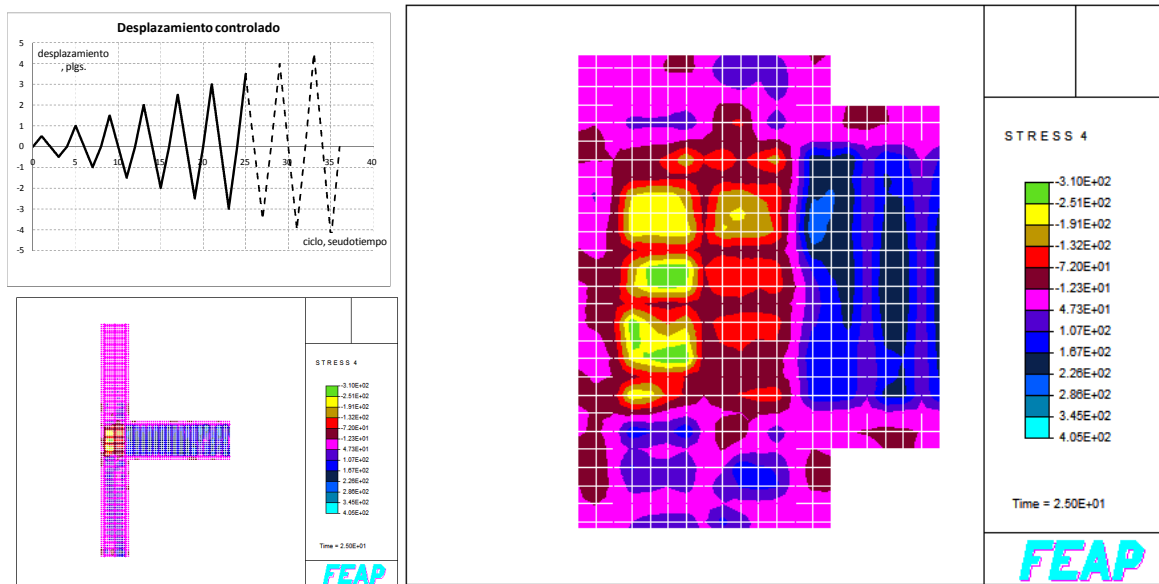 Desplazamiento controlado
desplazamiento
, plgs.
5
4
3
2
1
0
-1
-2
-3
-4
-5
0 5 10 15 20 25 30 35 40
ciclo, seudotiempo
S T R E S S 4
-3.10E+02
-2.51E+02
-1.91E+02
-1.32E+02
-7.20E+01
-1.23E+01
4.73E+01
1.07E+02
1.67E+02
2.26E+02
2.86E+02
3.45E+02
4.05E+02
Time = 2.50E+01
FEAP
S T R E S S 4
-3.10E+02
-2.51E+02
-1.91E+02
-1.32E+02
-7.20E+01
-1.23E+01
4.73E+01
1.07E+02
1.67E+02
2.26E+02
2.86E+02
3.45E+02
4.05E+02
Time = 2.50E+01
FEAP